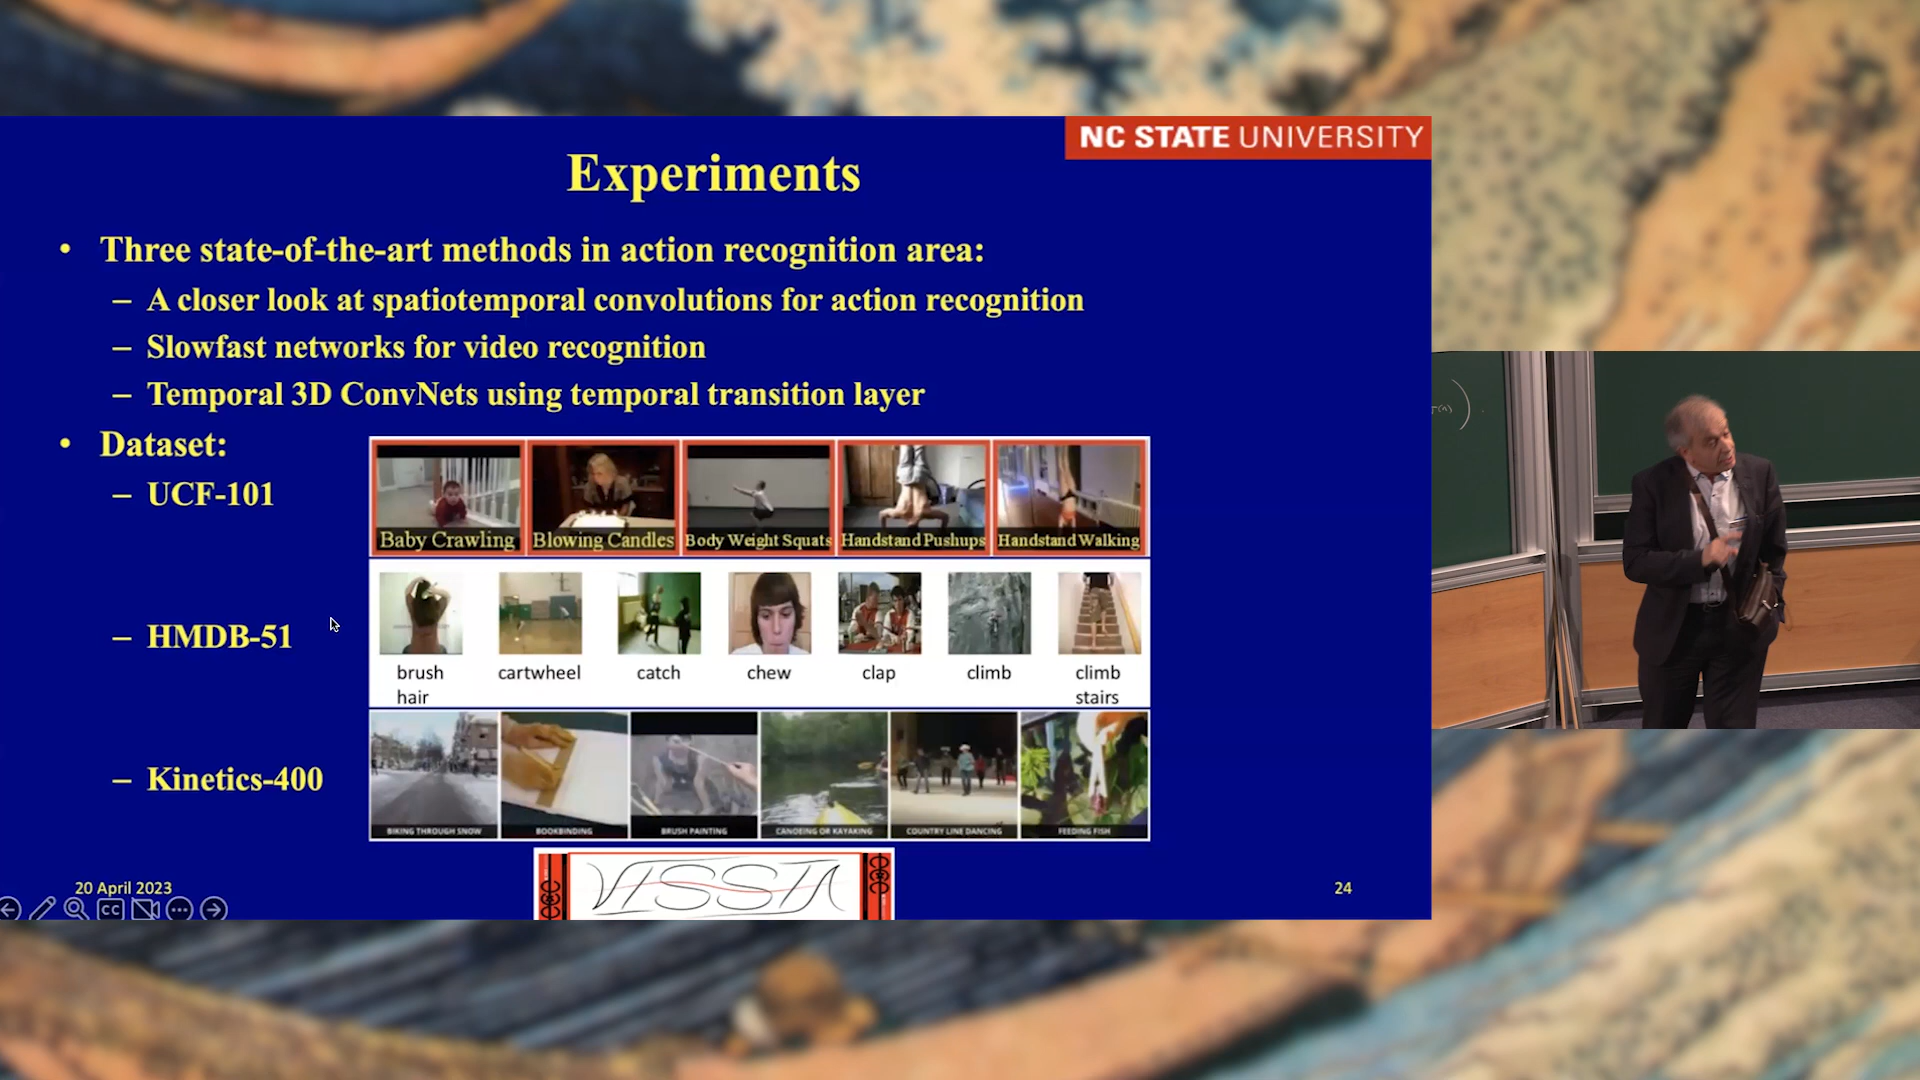 NC STATE UNIVERSITY
Experiments
• Three state-of-the-art methods in action recognition area:
– A closer look at spatiotemporal convolutions for action recognition
– Slowfast networks for video recognition
– Temporal 3D ConvNets using temporal transition layer
• Dataset:
– UCF-101
Baby Crawling
Blowing Candles
Body Weight Squats
Handstand Pushups
Handstand Walking
– HMDB-51
brush
hair
cartwheel
catch
chew
clap
climb
climb
stairs
– Kinetics-400
BIKING THROUGH SNOW
BOOKBINDING
BRUSH PAINTING
CANOEING OR KAYAKING
COUNTRY LINE DANCING
FEEDING FISH
VISSTA
20 April 2023
24
CC